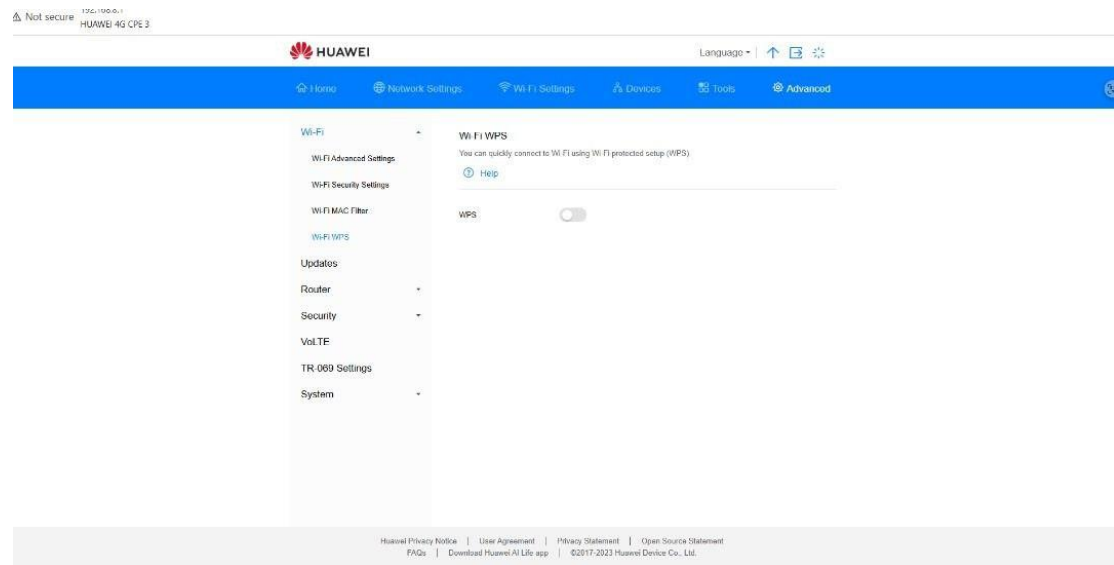 Not secure
192.168.8.1
HUAWEI 4G CPE 3
HUAWEI
Language
Home Network Settings Wi-Fi Settings Devices Tools Advanced
Wi-Fi
Wi-Fi Advanced Settings
Wi-Fi Security Settings
Wi-Fi MAC Filter
Wi-Fi WPS
Updates
Router
Security
VoLTE
TR-069 Settings
System
Wi-Fi WPS
You can quickly connect to Wi-Fi using Wi-Fi protected setup (WPS)
Help
WPS
Huawei Privacy Notice | User Agreement | Privacy Statement | Open Source Statement
FAQs | Download Huawei AI Life app | ©2017-2023 Huawei Device Co., Ltd.